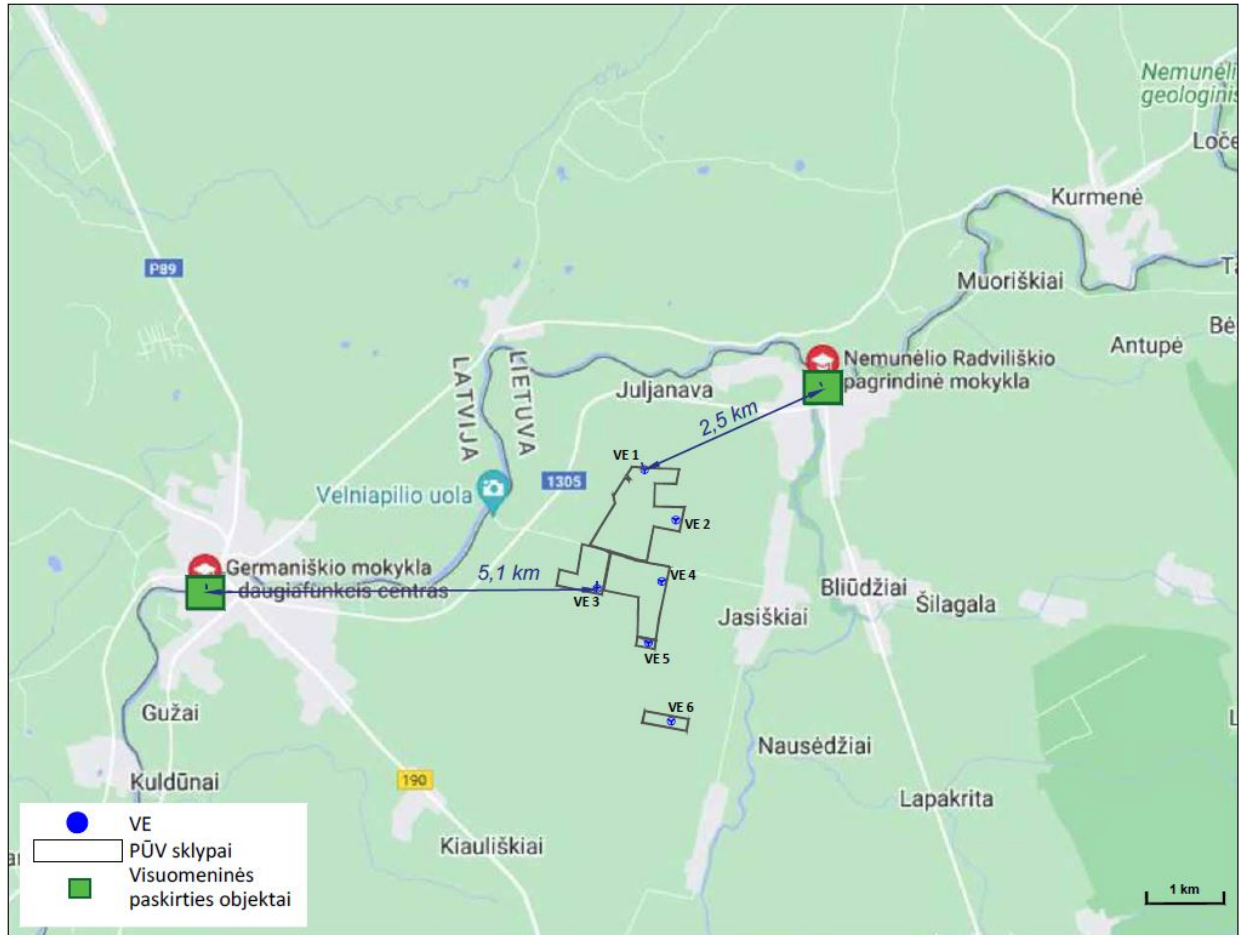 Nemunėli
geologinis
Loče
Kurmenė
P89
Muoriškiai
Ta
Bė
Antupė
Nemunėlio Radviliškio
pagrindinė mokykla
LATVIJA
LIETUVA
Juljanava
2,5 km
VE 1
1305
Velniapilio uola
VE 2
Germaniškio mokykla
daugiafunkcis centras
5,1 km
VE 3
VE 4
Bliūdžiai
Šilagala
Jasiškiai
VE 5
VE 6
Gužai
Nausėdžiai
Kuldūnai
190
Lapakrita
Kiauliškiai
VE
PŪV sklypai
Visuomeninės
paskirties objektai
1 km